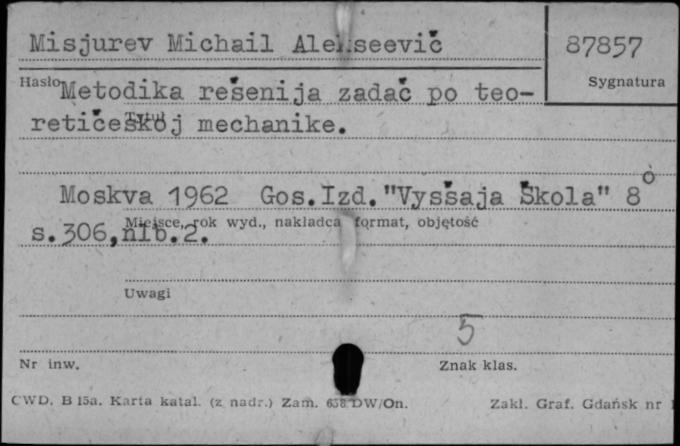 Misjurev Michail Alekseevič
87857
Hasło
Sygnatura
Metodika rešenija zadač po teo-
retičeskoj mechanike.
Tytuł
Moskva 1962 Gos.Izd."Vysšaja Škola" 8°
Miejsce, rok wyd., nakładca format, objętość
s.306,nlb.2.
Uwagi
5
Nr inw.
Znak klas.
CWD. B 15a. Karta katal. (z nadr.) Zam. 638/DW/On.
Zakł. Graf. Gdańsk nr 1